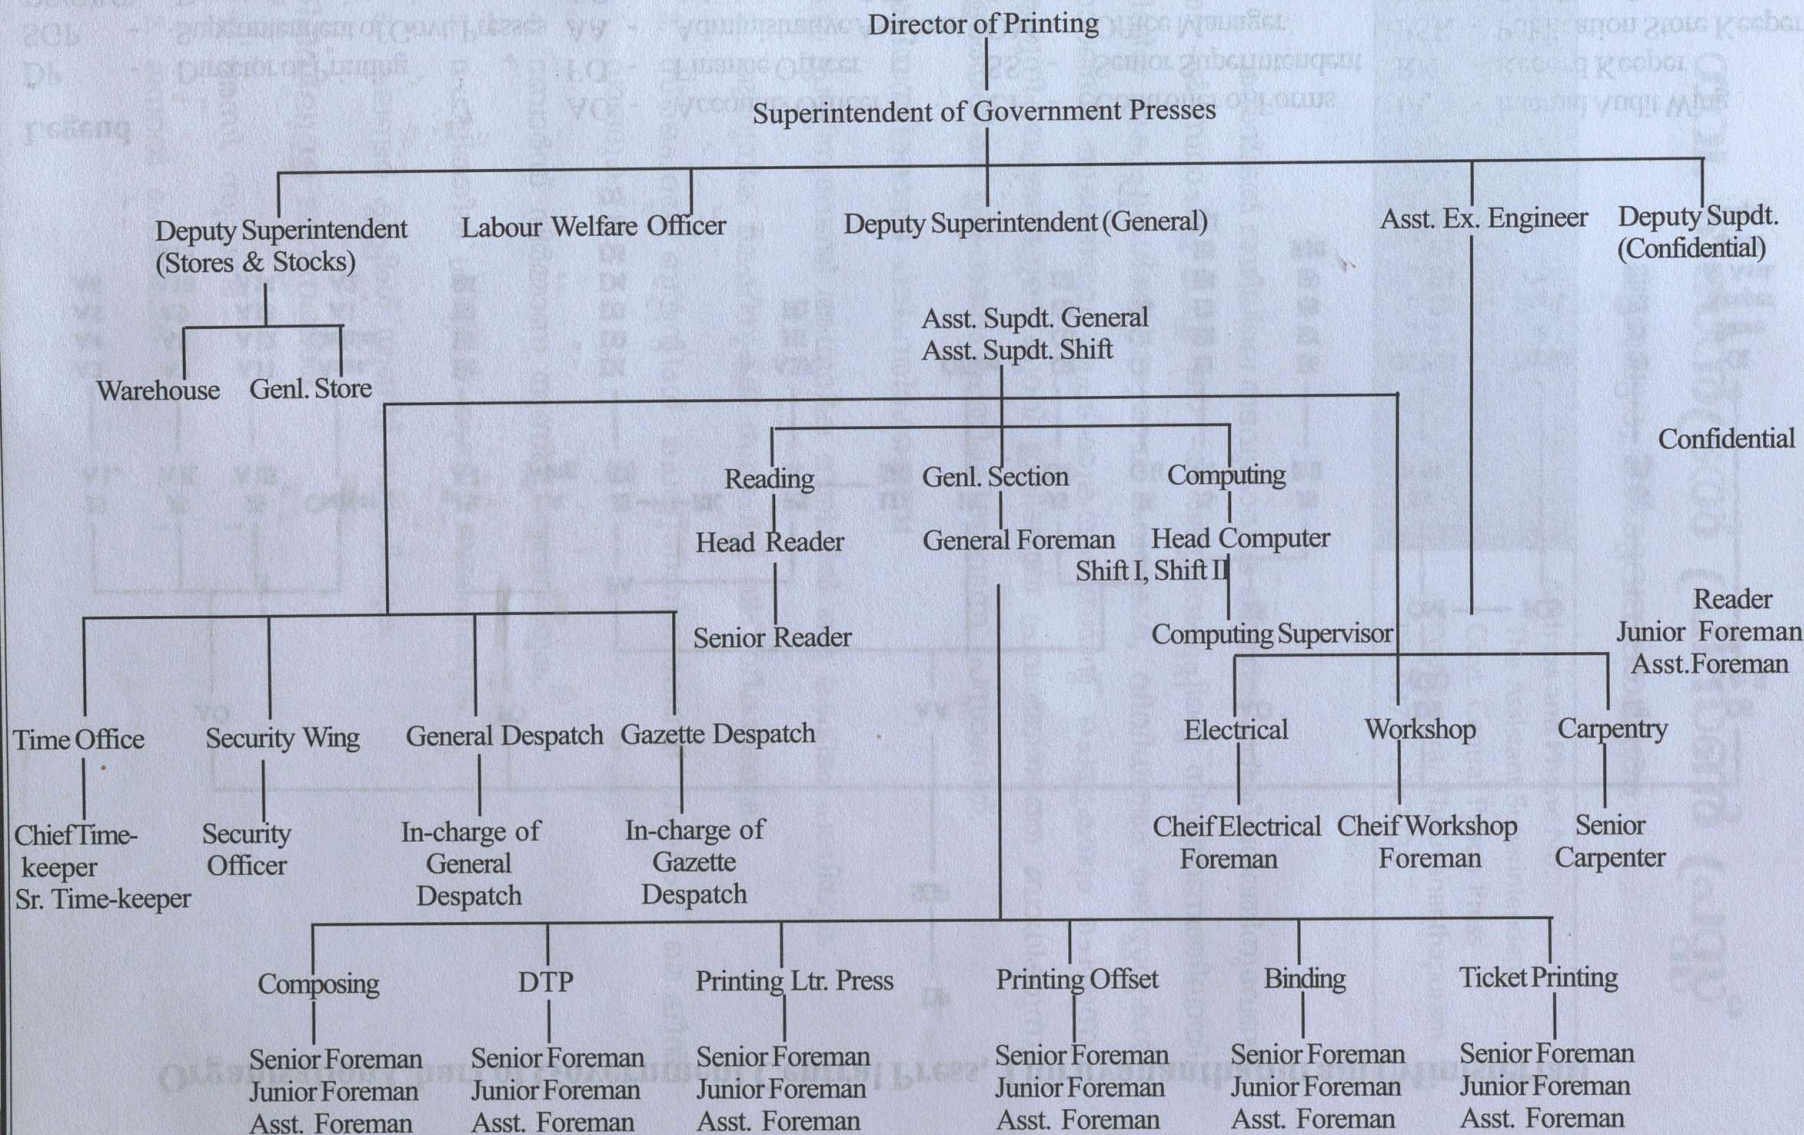 Director of Printing
Superintendent of Government Presses
Deputy Superintendent
(Stores & Stocks)
Labour Welfare Officer
Deputy Superintendent (General)
Asst. Ex. Engineer
Deputy Supdt.
(Confidential)
Asst. Supdt. General
Asst. Supdt. Shift
Warehouse
Genl. Store
Confidential
Reading
Genl. Section
Computing
Head Reader
General Foreman
Head Computer
Shift I, Shift II
Senior Reader
Computing Supervisor
Reader
Junior Foreman
Asst.Foreman
Time Office
Security Wing
General Despatch
Gazette Despatch
Electrical
Workshop
Carpentry
Chief Time-
keeper
Sr. Time-keeper
Security
Officer
In-charge of
General
Despatch
In-charge of
Gazette
Despatch
Cheif Electrical
Foreman
Cheif Workshop
Foreman
Senior
Carpenter
Composing
DTP
Printing Ltr. Press
Printing Offset
Binding
Ticket Printing
Senior Foreman
Junior Foreman
Asst. Foreman
Senior Foreman
Junior Foreman
Asst. Foreman
Senior Foreman
Junior Foreman
Asst. Foreman
Senior Foreman
Junior Foreman
Asst. Foreman
Senior Foreman
Junior Foreman
Asst. Foreman
Senior Foreman
Junior Foreman
Asst. Foreman